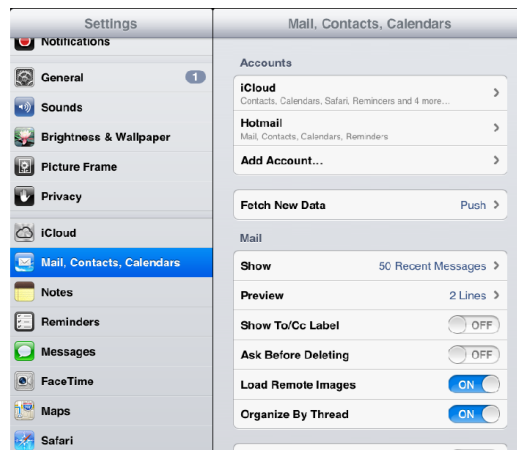 Settings
Notifications
General 1
Sounds
Brightness & Wallpaper
Picture Frame
Privacy
iCloud
Mail, Contacts, Calendars
Notes
Reminders
Messages
FaceTime
Maps
Safari
Mail, Contacts, Calendars
Accounts
iCloud
Contacts, Calendars, Safari, Reminders and 4 more...
Hotmail
Mail, Contacts, Calendars, Reminders
Add Account...
Fetch New Data Push
Mail
Show 50 Recent Messages
Preview 2 Lines
Show To/Cc Label OFF
Ask Before Deleting OFF
Load Remote Images ON
Organize By Thread ON